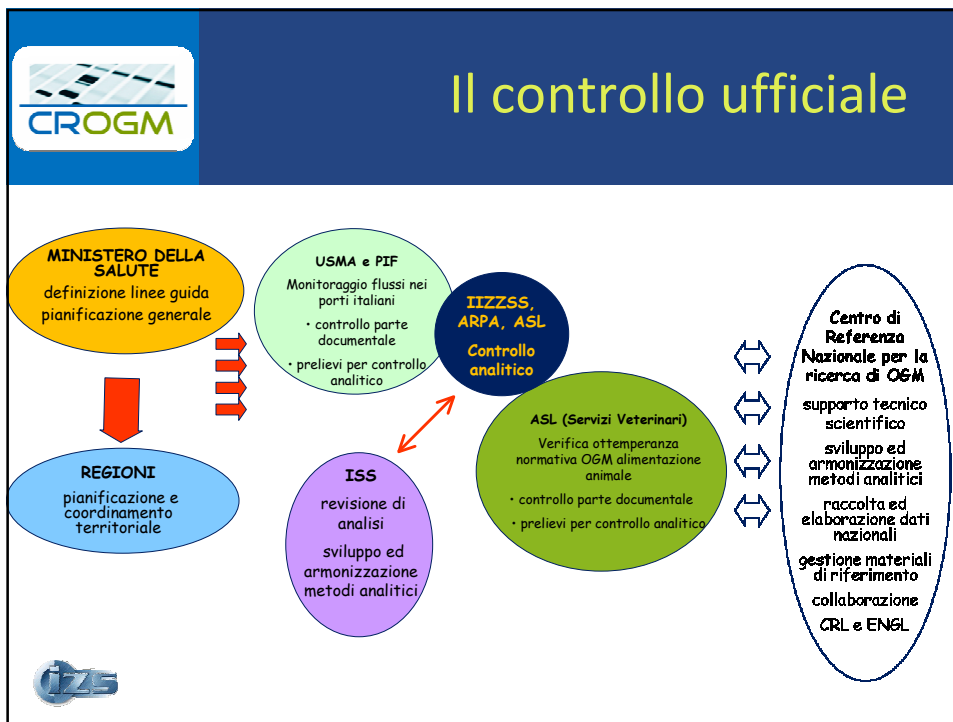 CROGM
Il controllo ufficiale
MINISTERO DELLA
SALUTE
definizione linee guida
pianificazione generale
REGIONI
pianificazione e
coordinamento
territoriale
USMA e PIF
Monitoraggio flussi nei
porti italiani
• controllo parte
documentale
• prelievi per controllo
analitico
IIZZSS,
ARPA, ASL
Controllo
analitico
ISS
revisione di
analisi
sviluppo ed
armonizzazione
metodi analitici
ASL (Servizi Veterinari)
Verifica ottemperanza
normativa OGM alimentazione
animale
• controllo parte documentale
• prelievi per controllo analitico
Centro di
Referenza
Nazionale per la
ricerca di OGM
supporto tecnico
scientifico
sviluppo ed
armonizzazione
metodi analitici
raccolta ed
elaborazione dati
nazionali
gestione materiali
di riferimento
collaborazione
CRL e ENGL
izs